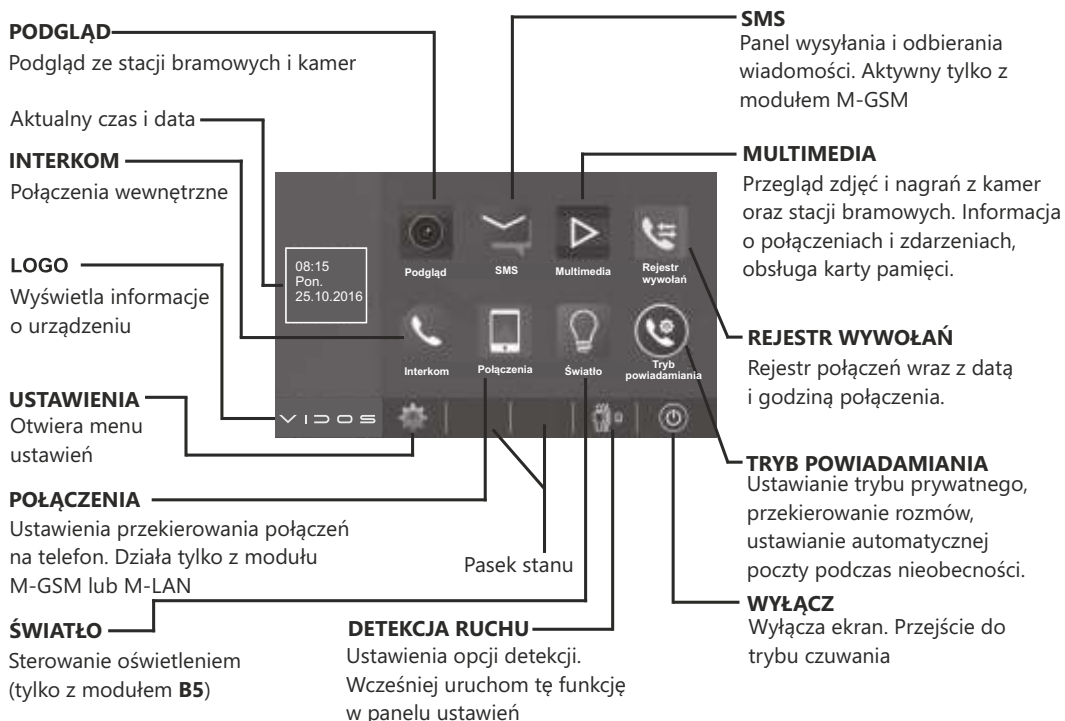 PODGLĄD
Podgląd ze stacji bramowych i kamer
Aktualny czas i data
INTERKOM
Połączenia wewnętrzne
LOGO
Wyświetla informacje
o urządzeniu
USTAWIENIA
Otwiera menu
ustawień
POŁĄCZENIA
Ustawienia przekierowania połączeń
na telefon. Działa tylko z modułu
M-GSM lub M-LAN
ŚWIATŁO
Sterowanie oświetleniem
(tylko z modułem B5)
08:15
Pon.
25.10.2016
Podgląd
SMS
Multimedia
Rejestr
wywołań
Interkom
Połączenia
Światło
Tryb
powiadamiania
VIDOS
Pasek stanu
DETEKCJA RUCHU
Ustawienia opcji detekcji.
Wcześniej uruchom tę funkcję
w panelu ustawień
SMS
Panel wysyłania i odbierania
wiadomości. Aktywny tylko z
modułem M-GSM
MULTIMEDIA
Przegląd zdjęć i nagrań z kamer
oraz stacji bramowych. Informacja
o połączeniach i zdarzeniach,
obsługa karty pamięci.
REJESTR WYWOŁAŃ
Rejestr połączeń wraz z datą
i godziną połączenia.
TRYB POWIADAMIANIA
Ustawianie trybu prywatnego,
przekierowanie rozmów,
ustawianie automatycznej
poczty podczas nieobecności.
WYŁĄCZ
Wyłącza ekran. Przejście do
trybu czuwania